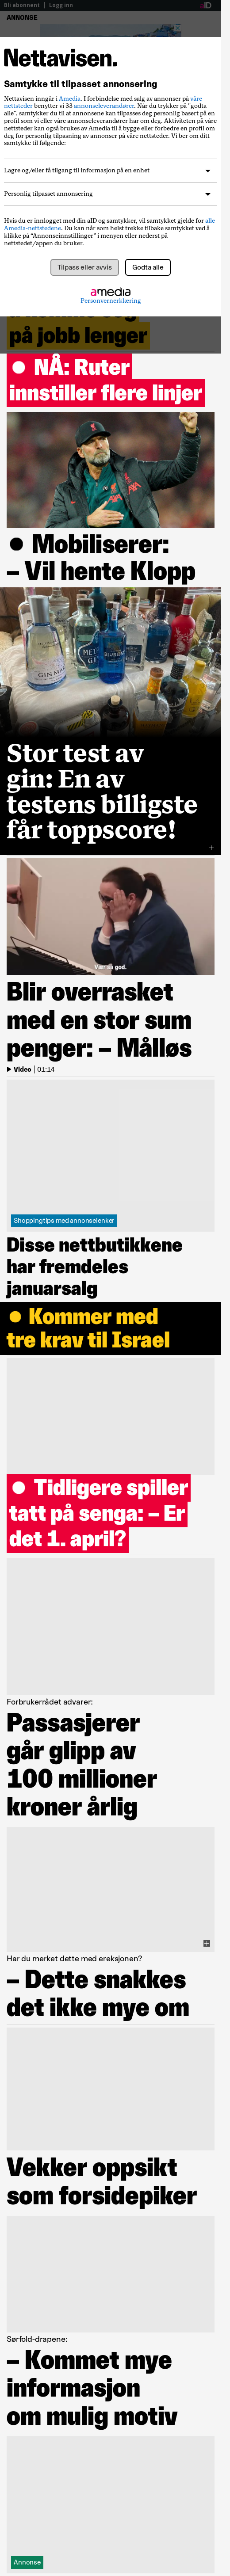 Bli abonnent | Logg inn
aID
ANNONSE
Nettavisen.
Samtykke til tilpasset annonsering
Nettavisen inngår i Amedia. I forbindelse med salg av annonser på våre
nettsteder benytter vi 33 annonseleverandører. Når du trykker på "godta
alle", samtykker du til at annonsene kan tilpasses deg personlig basert på en
profil som vi eller våre annonseleverandører har om deg. Aktiviteten på våre
nettsteder kan også brukes av Amedia til å bygge eller forbedre en profil om
deg for personlig tilpasning av annonser på våre nettsteder. Vi ber om ditt
samtykke til følgende:
Lagre og/eller få tilgang til informasjon på en enhet
Personlig tilpasset annonsering
Hvis du er innlogget med din aID og samtykker, vil samtykket gjelde for alle
Amedia-nettstedene. Du kan når som helst trekke tilbake samtykket ved å
klikke på “Annonseinnstillinger” i menyen eller nederst på
nettstedet/appen du bruker.
Tilpass eller avvis
Godta alle
amedia
Personvernerklæring
på jobb lenger
NÅ: Ruter
innstiller flere linjer
Mobiliserer:
– Vil hente Klopp
Stor test av
gin: En av
testens billigste
får toppscore!
Vær så god.
Blir overrasket
med en stor sum
penger: – Målløs
Video | 01:14
Shoppingtips med annonselenker
Disse nettbutikkene
har fremdeles
januarsalg
Kommer med
tre krav til Israel
Tidligere spiller
tatt på senga: – Er
det 1. april?
Forbrukerrådet advarer:
Passasjerer
går glipp av
100 millioner
kroner årlig
Har du merket dette med ereksjonen?
– Dette snakkes
det ikke mye om
Vekker oppsikt
som forsidepiker
Sørfold-drapene:
– Kommet mye
informasjon
om mulig motiv
Annonse